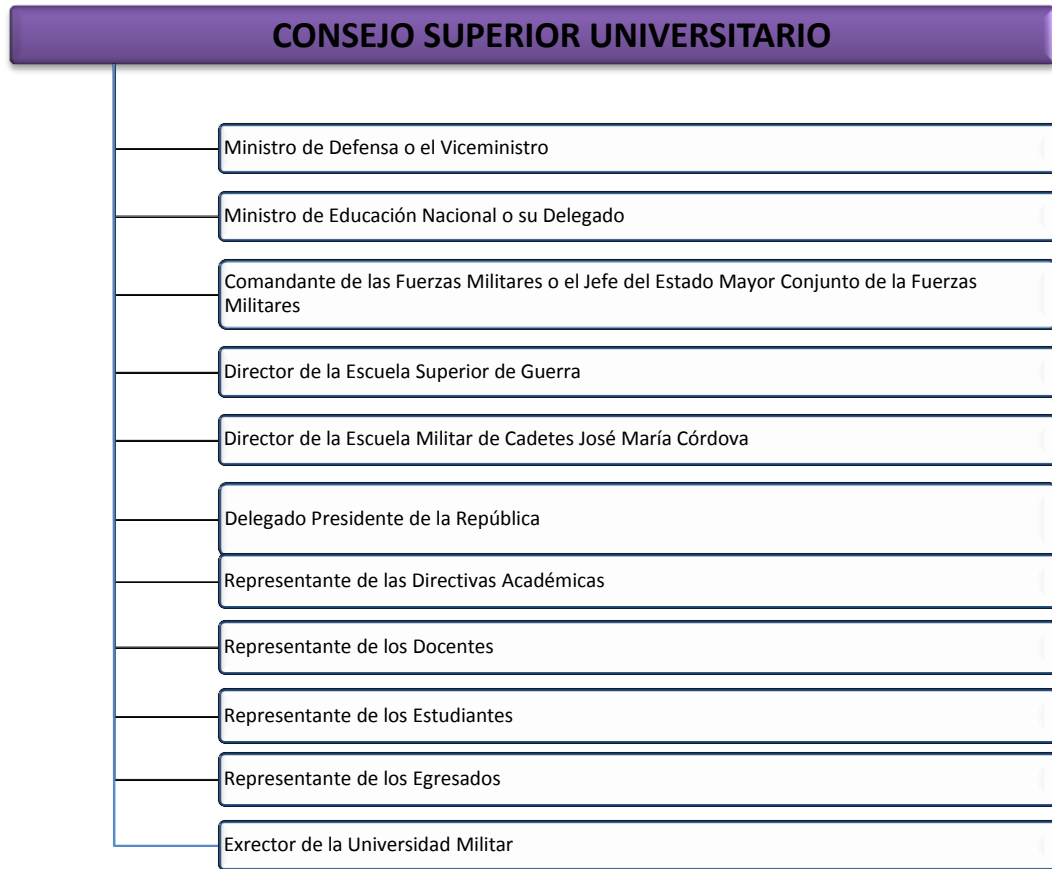 CONSEJO SUPERIOR UNIVERSITARIO
Ministro de Defensa o el Viceministro
Ministro de Educación Nacional o su Delegado
Comandante de las Fuerzas Militares o el Jefe del Estado Mayor Conjunto de la Fuerzas
Militares
Director de la Escuela Superior de Guerra
Director de la Escuela Militar de Cadetes José María Córdova
Delegado Presidente de la República
Representante de las Directivas Académicas
Representante de los Docentes
Representante de los Estudiantes
Representante de los Egresados
Exrector de la Universidad Militar